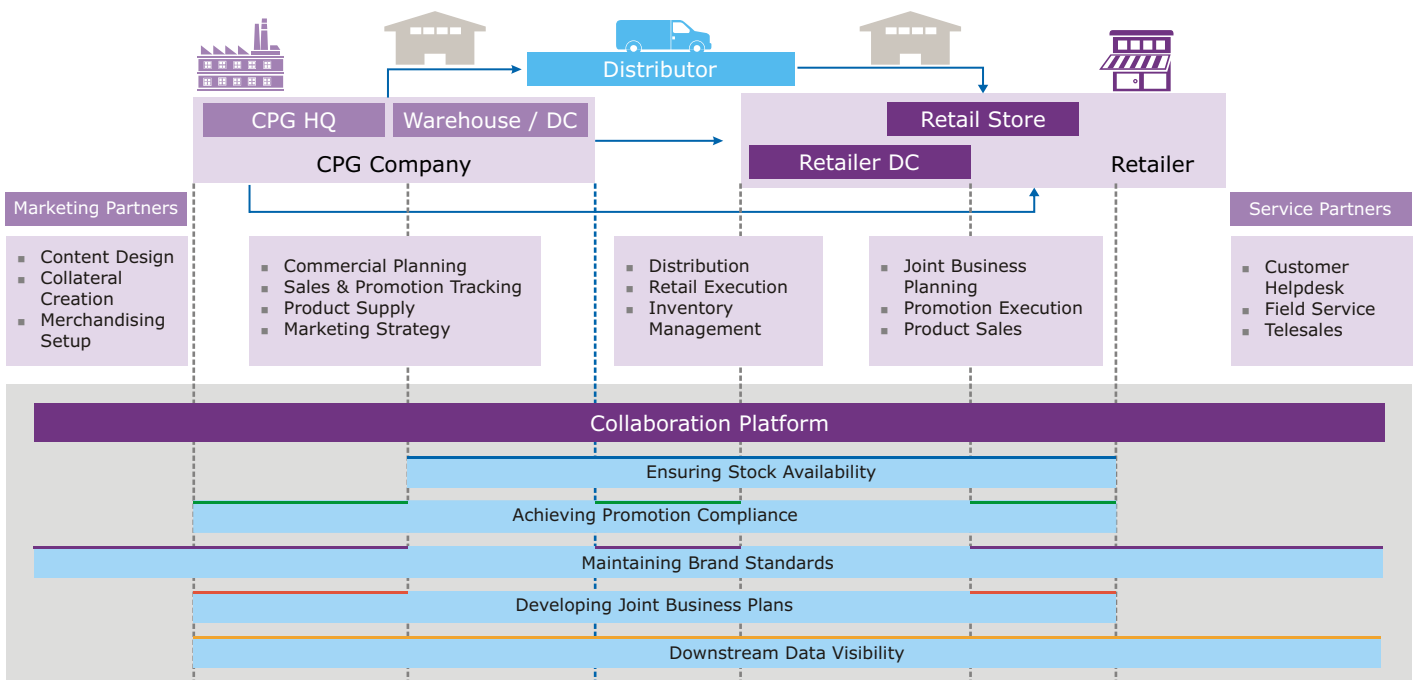 Distributor
CPG HQ
Warehouse / DC
CPG Company
Retail Store
Retailer DC
Retailer
Marketing Partners
Content Design
Collateral
Creation
Merchandising
Setup
Commercial Planning
Sales & Promotion Tracking
Product Supply
Marketing Strategy
Distribution
Retail Execution
Inventory
Management
Joint Business
Planning
Promotion Execution
Product Sales
Service Partners
Customer
Helpdesk
Field Service
Telesales
Collaboration Platform
Ensuring Stock Availability
Achieving Promotion Compliance
Maintaining Brand Standards
Developing Joint Business Plans
Downstream Data Visibility